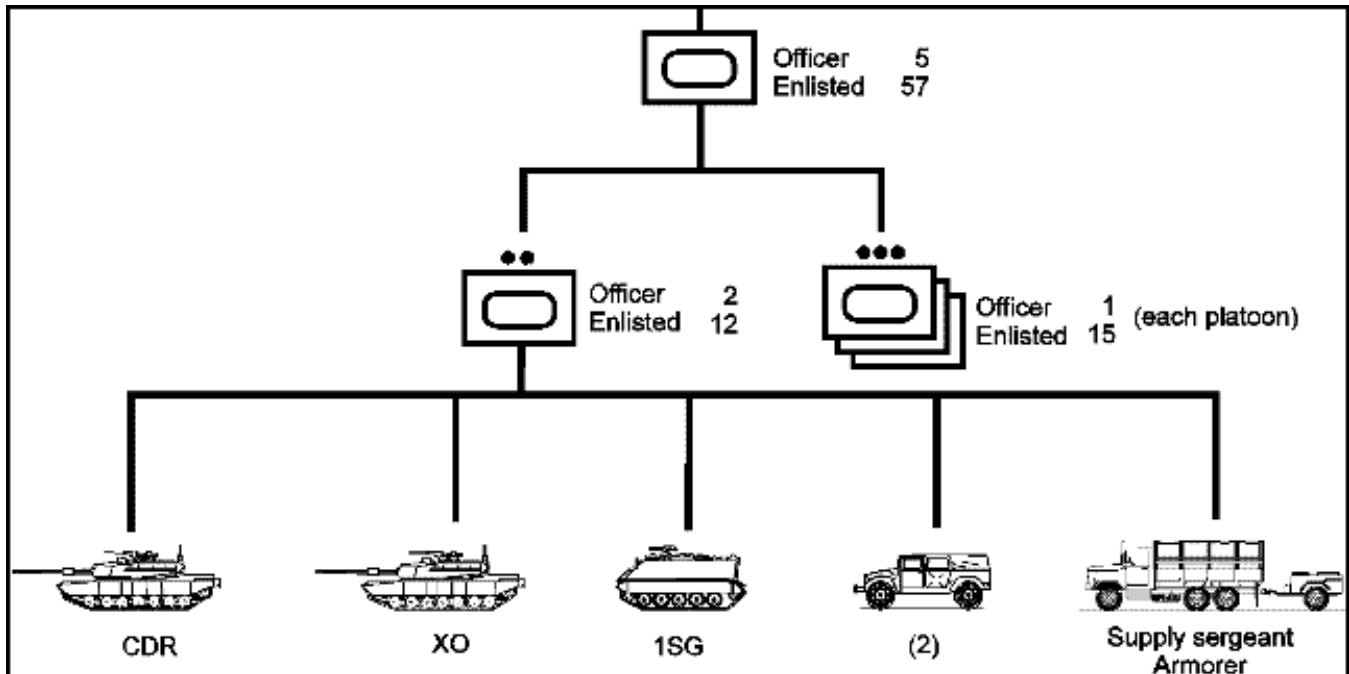 Officer 5
Enlisted 57
Officer 2
Enlisted 12
Officer 1 (each platoon)
Enlisted 15
CDR
XO
1SG
(2)
Supply sergeant
Armorer